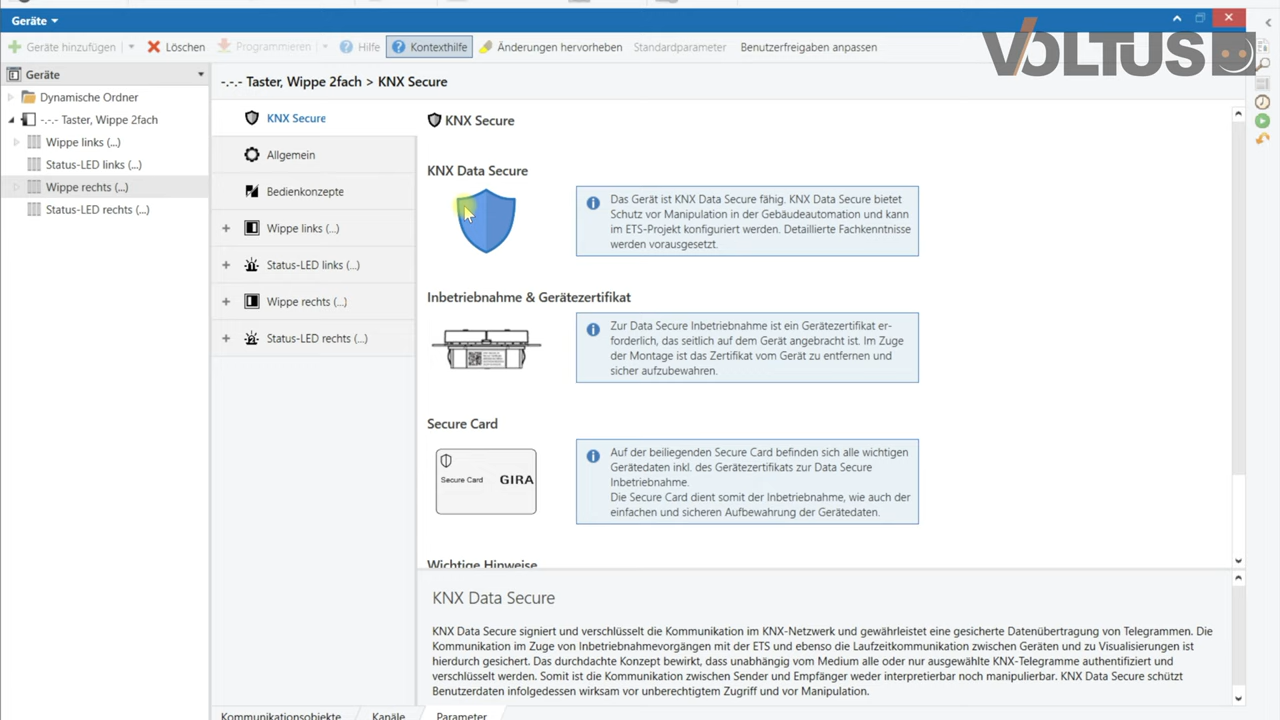 Geräte
VOLTUS
Geräte hinzufügen
Löschen
Programmieren
Hilfe
Kontexthilfe
Änderungen hervorheben
Standardparameter
Benutzerfreigaben anpassen
Geräte
Dynamische Ordner
-.-.- Taster, Wippe 2fach
Wippe links (...)
Status-LED links (...)
Wippe rechts (...)
Status-LED rechts (...)
-.-.- Taster, Wippe 2fach > KNX Secure
KNX Secure
Allgemein
Bedienkonzepte
Wippe links (...)
Status-LED links (...)
Wippe rechts (...)
Status-LED rechts (...)
KNX Secure
KNX Data Secure
Das Gerät ist KNX Data Secure fähig. KNX Data Secure bietet
Schutz vor Manipulation in der Gebäudeautomation und kann
im ETS-Projekt konfiguriert werden. Detaillierte Fachkenntnisse
werden vorausgesetzt.
Inbetriebnahme & Gerätezertifikat
Zur Data Secure Inbetriebnahme ist ein Gerätezertifikat er-
forderlich, das seitlich auf dem Gerät angebracht ist. Im Zuge
der Montage ist das Zertifikat vom Gerät zu entfernen und
sicher aufzubewahren.
Secure Card
Secure Card
GIRA
Auf der beiliegenden Secure Card befinden sich alle wichtigen
Gerätedaten inkl. des Gerätezertifikats zur Data Secure
Inbetriebnahme.
Die Secure Card dient somit der Inbetriebnahme, wie auch der
einfachen und sicheren Aufbewahrung der Gerätedaten.
Wichtige Hinweise
KNX Data Secure
KNX Data Secure signiert und verschlüsselt die Kommunikation im KNX-Netzwerk und gewährleistet eine gesicherte Datenübertragung von Telegrammen. Die
Kommunikation im Zuge von Inbetriebnahmevorgängen mit der ETS und ebenso die Laufzeitkommunikation zwischen Geräten und zu Visualisierungen ist
hierdurch gesichert. Das durchdachte Konzept bewirkt, dass unabhängig vom Medium alle oder nur ausgewählte KNX-Telegramme authentifiziert und
verschlüsselt werden. Somit ist die Kommunikation zwischen Sender und Empfänger weder interpretierbar noch manipulierbar. KNX Data Secure schützt
Benutzerdaten infolgedessen wirksam vor unberechtigtem Zugriff und vor Manipulation.
Kommunikationsobjekte
Kanäle
Parameter